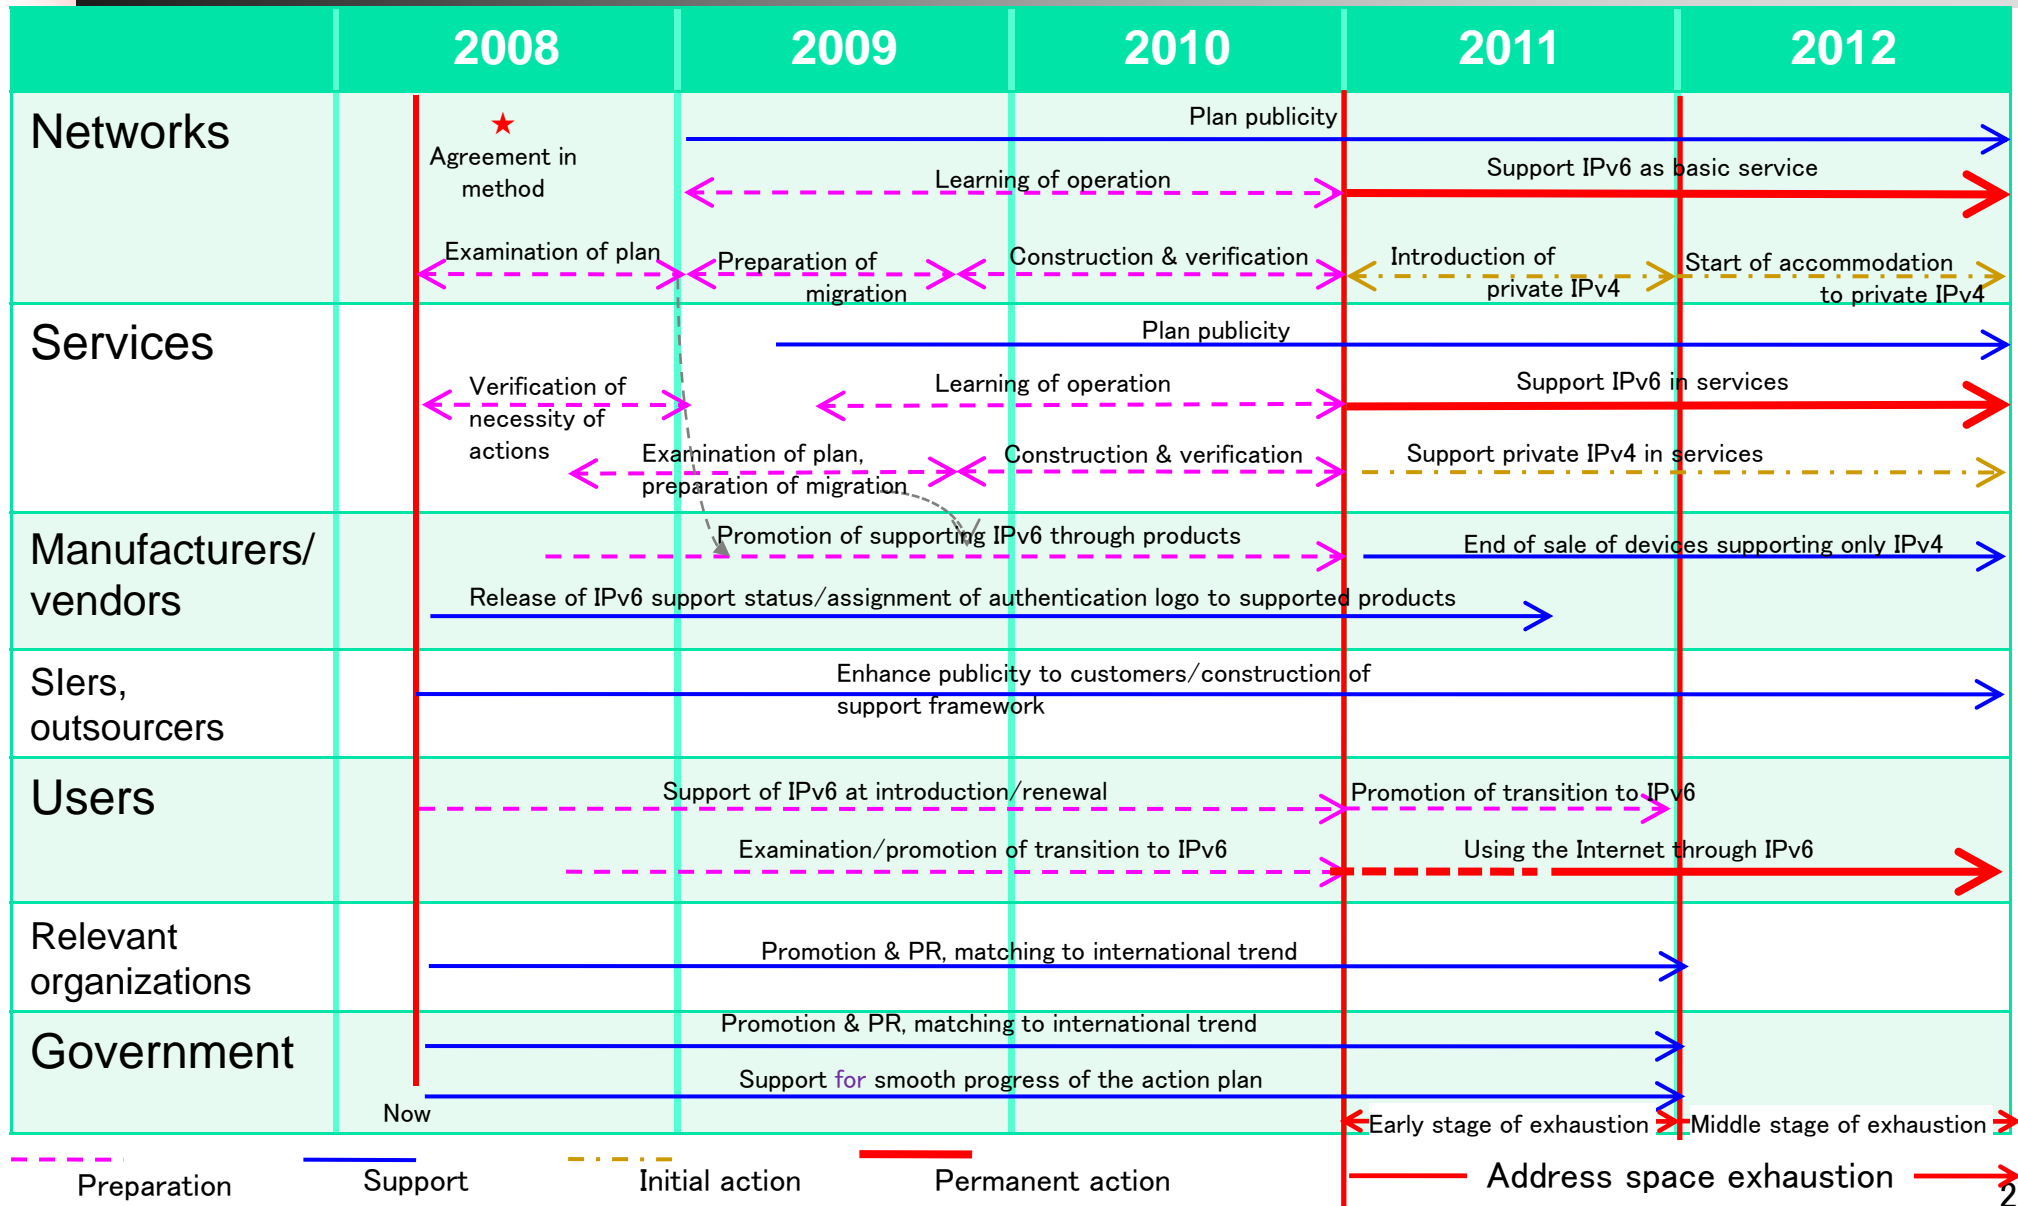 2008
2009
2010
2011
2012
Networks
Agreement in
method
Plan publicity
Learning of operation
Support IPv6 as basic service
Examination of plan
Preparation of
migration
Construction & verification
Introduction of
private IPv4
Start of accommodation
to private IPv4
Services
Plan publicity
Verification of
necessity of
actions
Learning of operation
Support IPv6 in services
Examination of plan,
preparation of migration
Construction & verification
Support private IPv4 in services
Manufacturers/
vendors
Promotion of supporting IPv6 through products
End of sale of devices supporting only IPv4
Release of IPv6 support status/assignment of authentication logo to supported products
SIers,
outsourcers
Enhance publicity to customers/construction of
support framework
Users
Support of IPv6 at introduction/renewal
Promotion of transition to IPv6
Examination/promotion of transition to IPv6
Using the Internet through IPv6
Relevant
organizations
Promotion & PR, matching to international trend
Government
Promotion & PR, matching to international trend
Support for smooth progress of the action plan
Now
Early stage of exhaustion
Middle stage of exhaustion
Preparation
Support
Initial action
Permanent action
Address space exhaustion
2